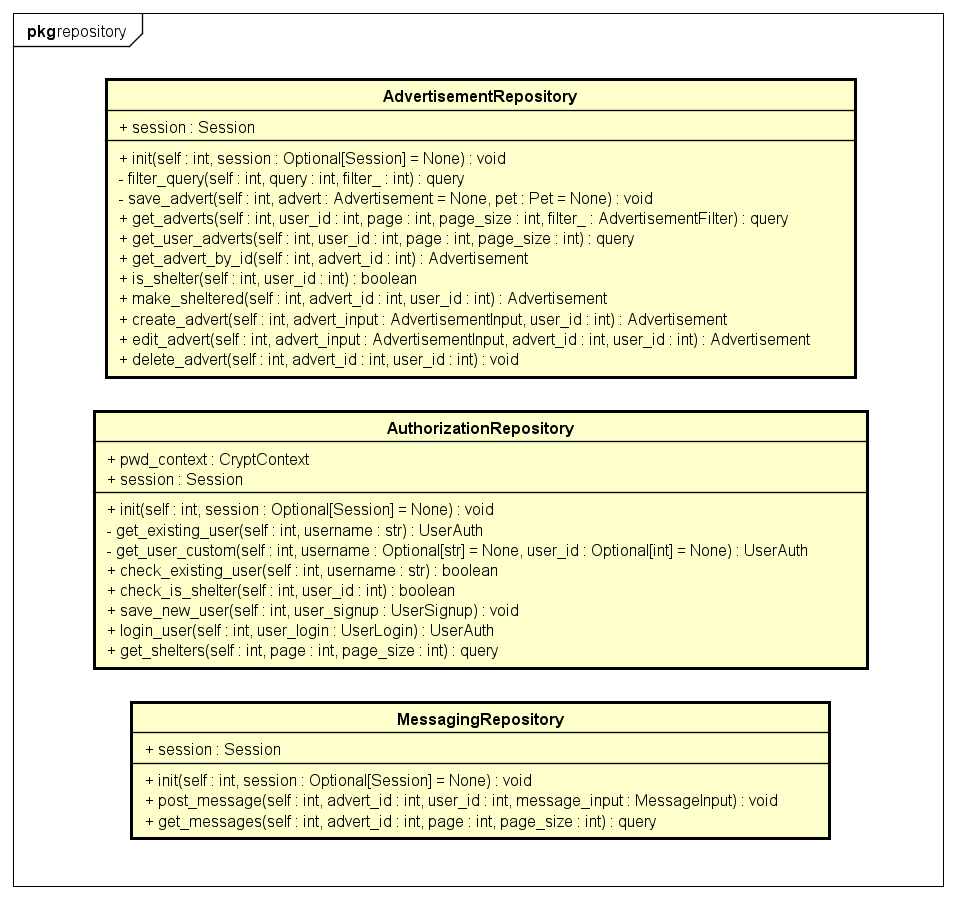 pkg repository
AdvertisementRepository
+ session : Session
+ init(self : int, session : Optional[Session] = None) : void
- filter_query(self : int, query : int, filter_ : int) : query
- save_advert(self : int, advert : Advertisement = None, pet : Pet = None) : void
+ get_adverts(self : int, user_id : int, page : int, page_size : int, filter_ : AdvertisementFilter) : query
+ get_user_adverts(self : int, user_id : int, page : int, page_size : int) : query
+ get_advert_by_id(self : int, advert_id : int) : Advertisement
+ is_shelter(self : int, user_id : int) : boolean
+ make_sheltered(self : int, advert_id : int, user_id : int) : Advertisement
+ create_advert(self : int, advert_input : AdvertisementInput, user_id : int) : Advertisement
+ edit_advert(self : int, advert_input : AdvertisementInput, advert_id : int, user_id : int) : Advertisement
+ delete_advert(self : int, advert_id : int, user_id : int) : void
AuthorizationRepository
+ pwd_context : CryptContext
+ session : Session
+ init(self : int, session : Optional[Session] = None) : void
- get_existing_user(self : int, username : str) : UserAuth
- get_user_custom(self : int, username : Optional[str] = None, user_id : Optional[int] = None) : UserAuth
+ check_existing_user(self : int, username : str) : boolean
+ check_is_shelter(self : int, user_id : int) : boolean
+ save_new_user(self : int, user_signup : UserSignup) : void
+ login_user(self : int, user_login : UserLogin) : UserAuth
+ get_shelters(self : int, page : int, page_size : int) : query
MessagingRepository
+ session : Session
+ init(self : int, session : Optional[Session] = None) : void
+ post_message(self : int, advert_id : int, user_id : int, message_input : MessageInput) : void
+ get_messages(self : int, advert_id : int, page : int, page_size : int) : query